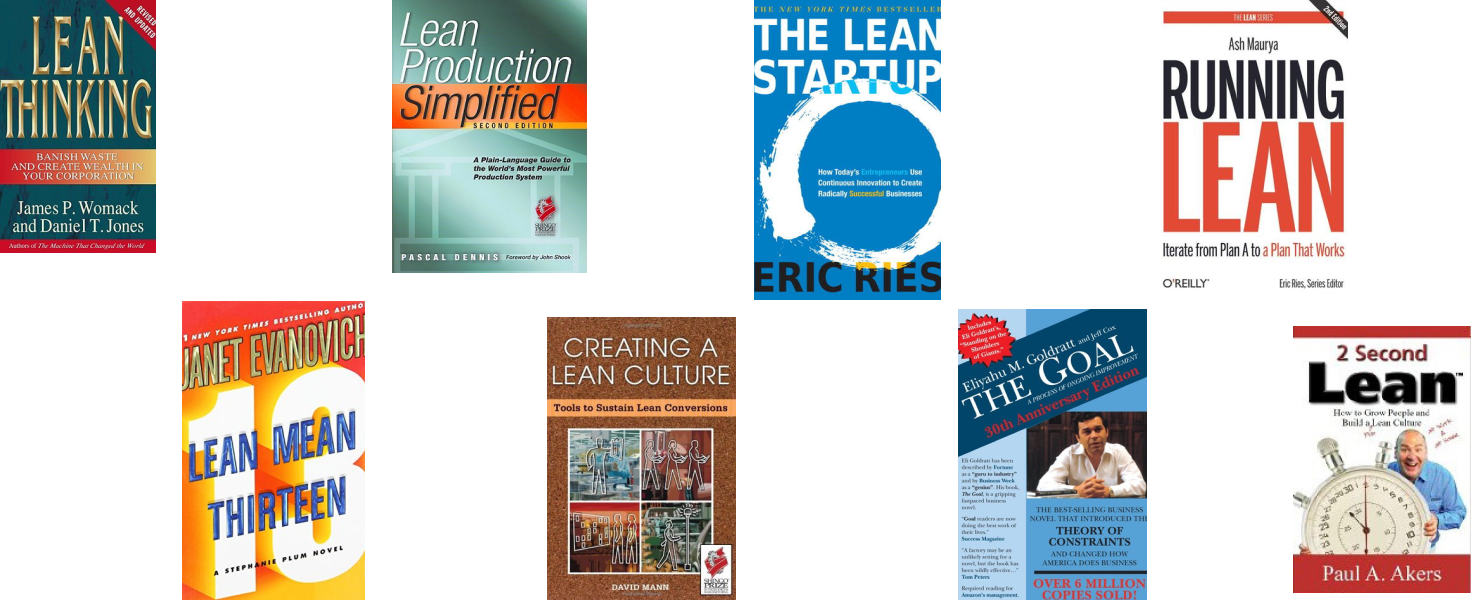 REVISED
AND UPDATED
LEAN
THINKING
BANISH WASTE
AND CREATE WEALTH IN
YOUR CORPORATION
James P. Womack
and Daniel T. Jones
Authors of The Machine That Changed the World
Lean
Production
Simplified
SECOND EDITION
A Plain-Language Guide to
the World's Most Powerful
Production System
SHINGO
PRIZE
PASCAL DENNIS Foreword by John Shook
THE NEW YORK TIMES BESTSELLER
THE LEAN
STARTUP
How Today's Entrepreneurs Use
Continuous Innovation to Create
Radically Successful Businesses
ERIC RIES
THE LEAN SERIES
2nd Edition
Ash Maurya
RUNNING
LEAN
Iterate from Plan A to a Plan That Works
O'REILLY
Eric Ries, Series Editor
1 NEW YORK TIMES BESTSELLING AUTHO
JANET EVANOVICH
13
LEAN MEAN
THIRTEEN
A STEPHANIE PLUM NOVEL
CREATING A
LEAN CULTURE
Tools to Sustain Lean Conversions
DAVID MANN
SHINGO
PRIZE
Includes
Eli Goldratt's,
"Standing on the
Shoulders
of Giants."
Eliyahu M. Goldratt and Jeff Cox
THE GOAL
A PROCESS OF ONGOING IMPROVEMENT
30th Anniversary Edition
Eli Goldratt has been
described by Fortune
as a "guru to industry"
and by Business Week
as a "genius". His book,
The Goal, is a gripping
fastpaced business
novel.
"Goal readers are now
doing the best work of
their lives."
Success Magazine
"A factory may be an
unlikely setting for a
novel, but the book has
been wildly effective..."
Tom Peters
Required reading for
Amazon's management.
THE BEST-SELLING BUSINESS
NOVEL THAT INTRODUCED THE
THEORY OF
CONSTRAINTS
AND CHANGED HOW
AMERICA DOES BUSINESS
OVER 6 MILLION
COPIES SOLD!
2 Second
Lean™
How to Grow People and
Build a Lean Culture
Paul A. Akers